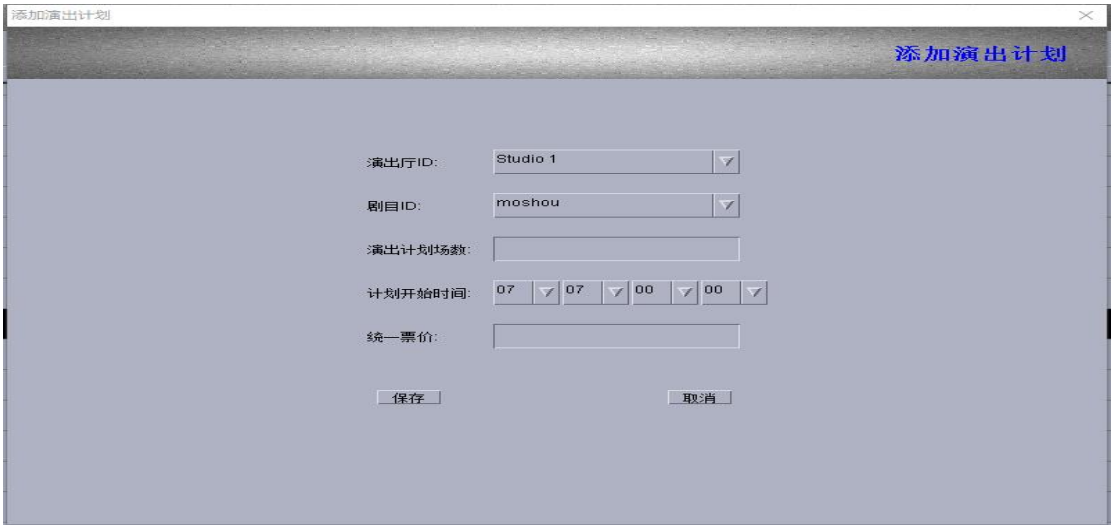 添加演出计划
添加演出计划
演出厅ID: Studio 1
剧目ID: moshou
演出计划场数:
计划开始时间: 07 07 00 00
统一票价:
保存 取消